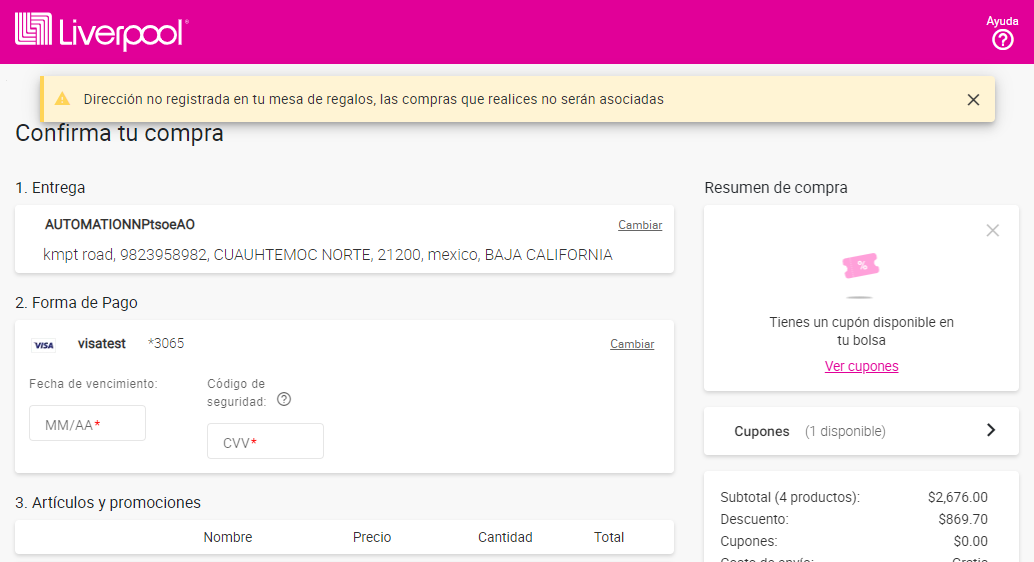 Liverpool
Ayuda
Dirección no registrada en tu mesa de regalos, las compras que realices no serán asociadas
Confirma tu compra
1. Entrega
AUTOMATIONNPtsoeAO
Cambiar
kmpt road, 9823958982, CUAUHTEMOC NORTE, 21200, mexico, BAJA CALIFORNIA
2. Forma de Pago
VISA visatest *3065
Cambiar
Fecha de vencimiento:
MM/AA*
Código de
seguridad:
CVV*
3. Artículos y promociones
Nombre Precio Cantidad Total
Resumen de compra
%
Tienes un cupón disponible en
tu bolsa
Ver cupones
Cupones (1 disponible)
Subtotal (4 productos): $2,676.00
Descuento: $869.70
Cupones: $0.00
Costo de envío: Gratis